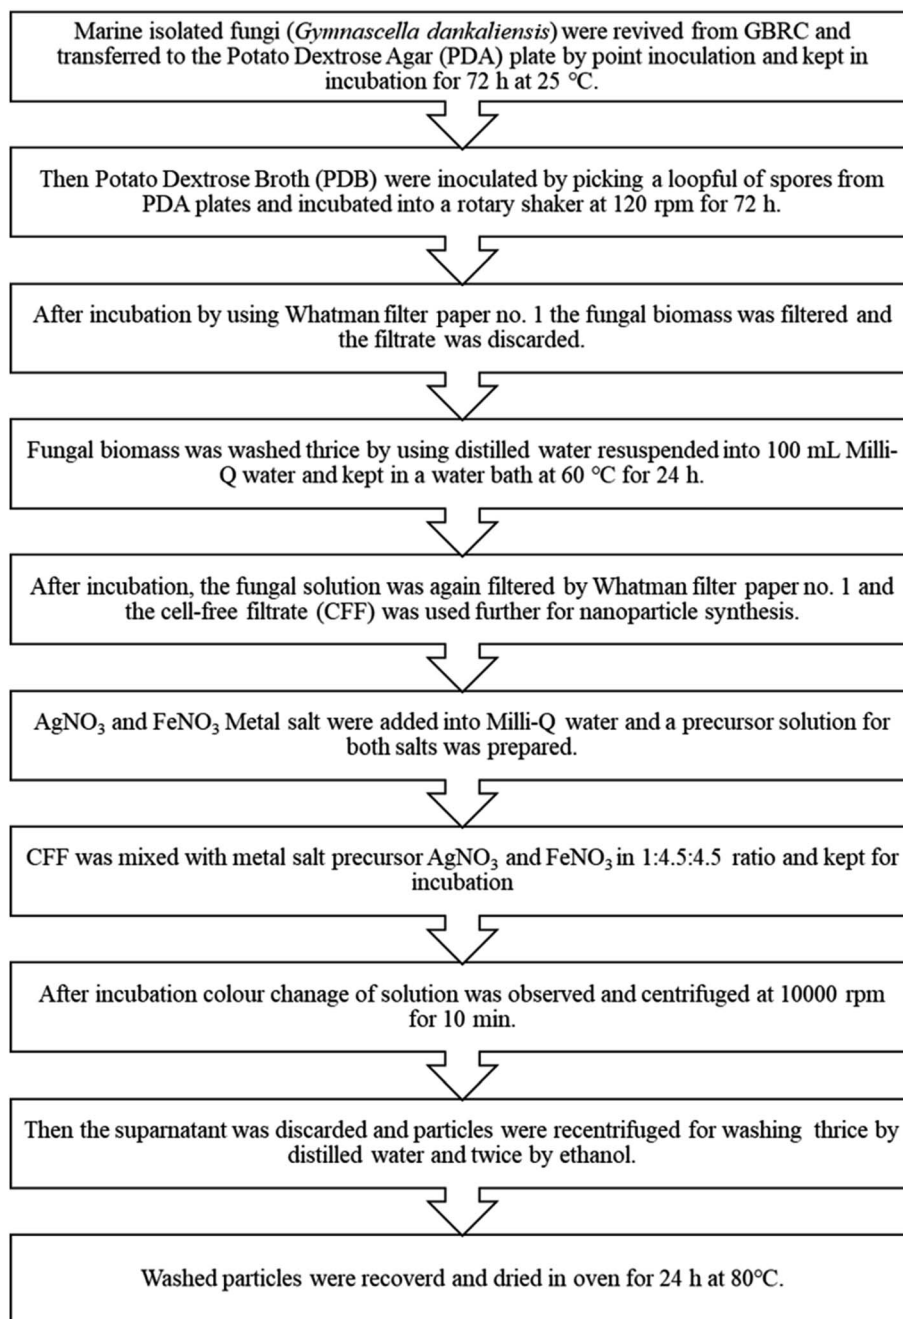 Marine isolated fungi (Gymnascella dankaliensis) were revived from GBRC and
transferred to the Potato Dextrose Agar (PDA) plate by point inoculation and kept in
incubation for 72 h at 25 °C.
Then Potato Dextrose Broth (PDB) were inoculated by picking a loopful of spores from
PDA plates and incubated into a rotary shaker at 120 rpm for 72 h.
After incubation by using Whatman filter paper no. 1 the fungal biomass was filtered and
the filtrate was discarded.
Fungal biomass was washed thrice by using distilled water resuspended into 100 mL Milli-
Q water and kept in a water bath at 60 °C for 24 h.
After incubation, the fungal solution was again filtered by Whatman filter paper no. 1 and
the cell-free filtrate (CFF) was used further for nanoparticle synthesis.
AgNO₃ and FeNO₃ Metal salt were added into Milli-Q water and a precursor solution for
both salts was prepared.
CFF was mixed with metal salt precursor AgNO₃ and FeNO₃ in 1:4.5:4.5 ratio and kept for
incubation
After incubation colour chanage of solution was observed and centrifuged at 10000 rpm
for 10 min.
Then the suparnatant was discarded and particles were recentrifuged for washing thrice by
distilled water and twice by ethanol.
Washed particles were recoverd and dried in oven for 24 h at 80°C.